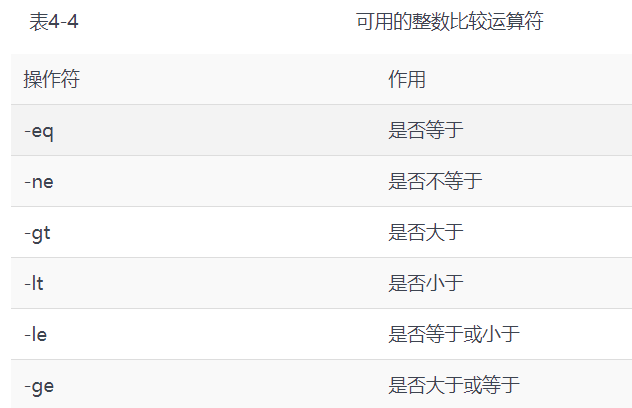 表4-4 可用的整数比较运算符
操作符 作用
-eq 是否等于
-ne 是否不等于
-gt 是否大于
-lt 是否小于
-le 是否等于或小于
-ge 是否大于或等于